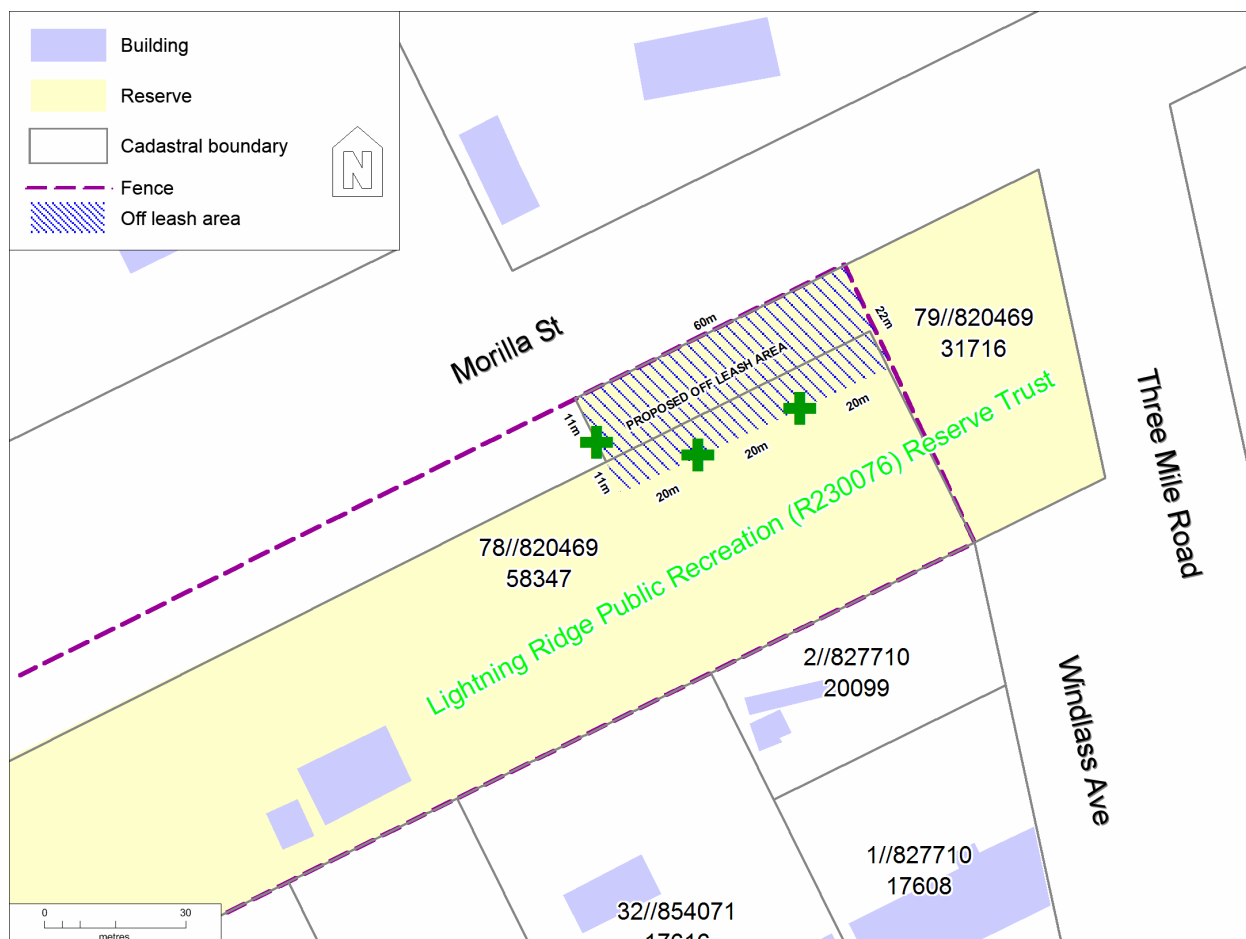 Building
Reserve
Cadastral boundary
Fence
Off leash area
N
Morilla St
60m
22m
79//820469
31716
PROPOSED OFF LEASH AREA
11m
11m
20m
20m
20m
Lightning Ridge Public Recreation (R230076) Reserve Trust
Three Mile Road
78//820469
58347
2//827710
20099
Windlass Ave
1//827710
17608
32//854071
17616
0 30
metres